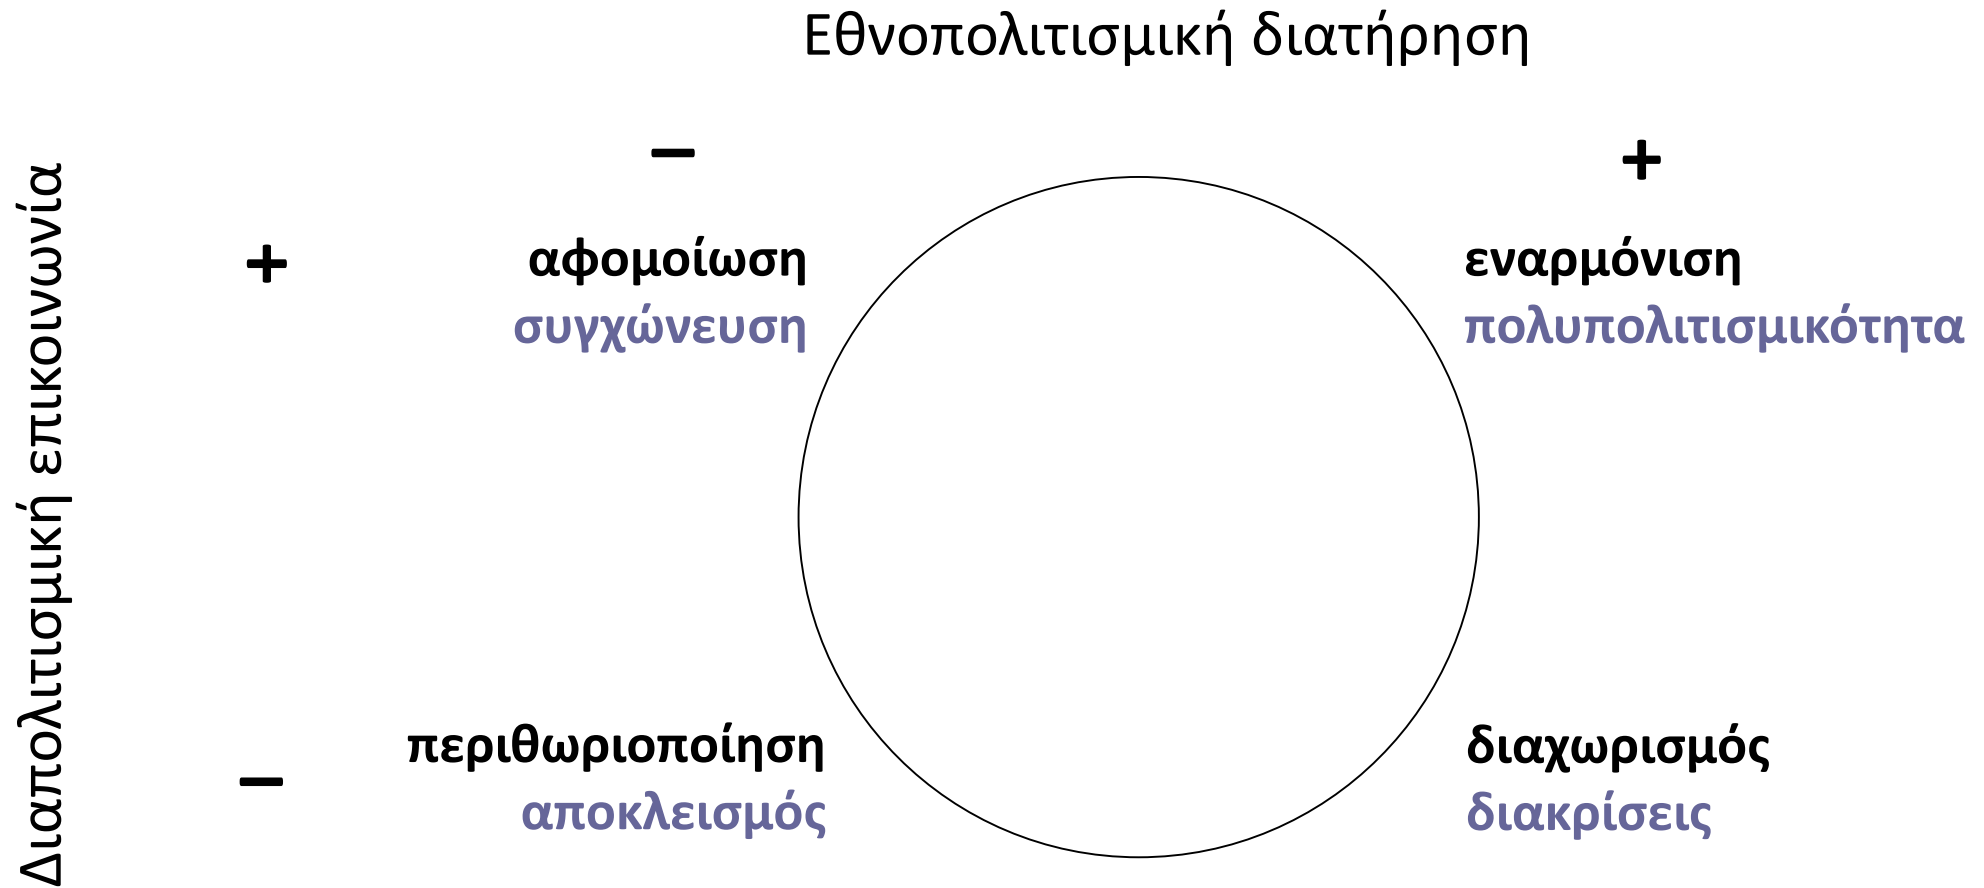 Εθνοπολιτισμική διατήρηση
– +
Διαπολιτισμική επικοινωνία
+ αφομοίωση εναρμόνιση
συγχώνευση πολυπολιτισμικότητα
περιθωριοποίηση διαχωρισμός
– αποκλεισμός διακρίσεις